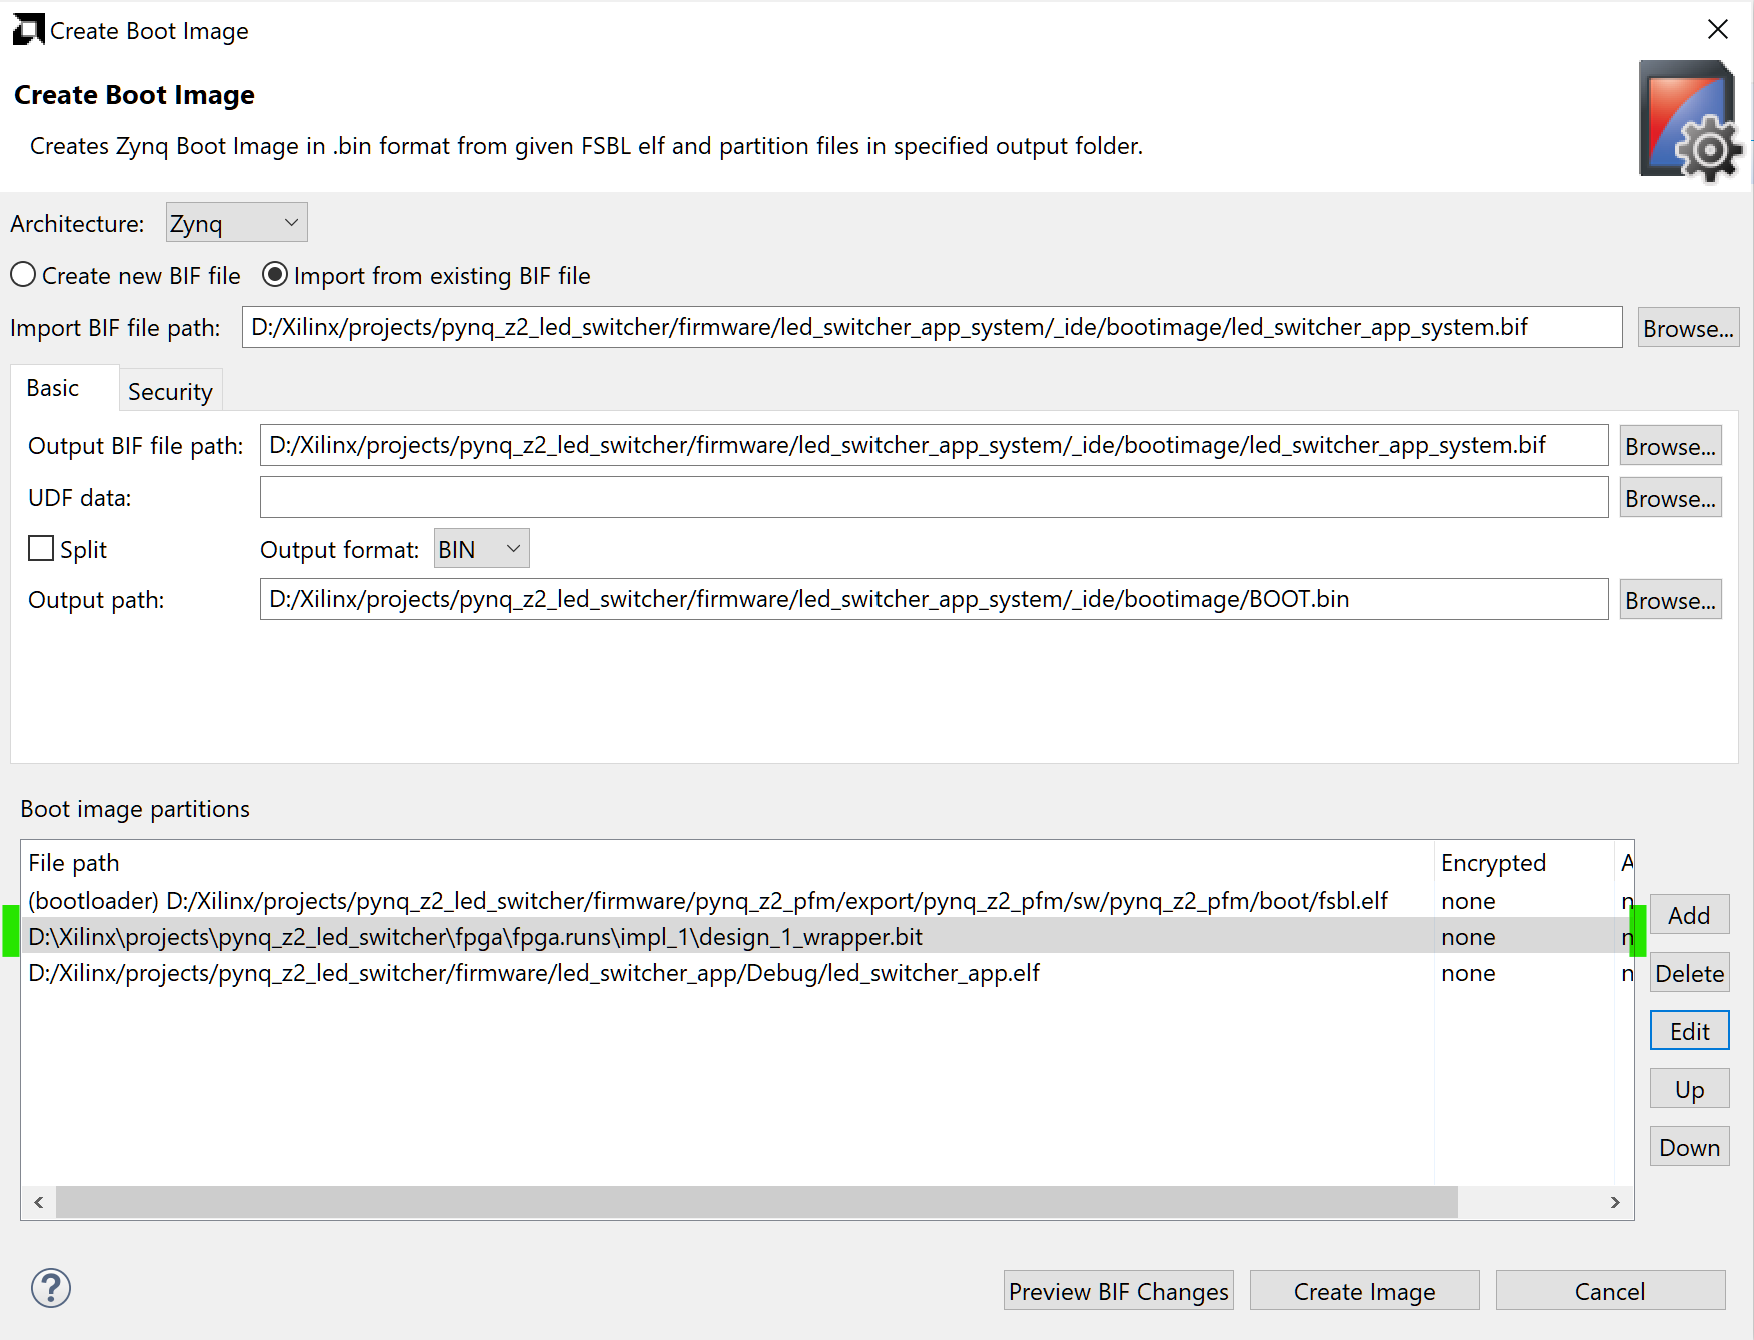 Create Boot Image
Create Boot Image
Creates Zynq Boot Image in .bin format from given FSBL elf and partition files in specified output folder.
Architecture: Zynq
Create new BIF file Import from existing BIF file
Import BIF file path: D:/Xilinx/projects/pynq_z2_led_switcher/firmware/led_switcher_app_system/_ide/bootimage/led_switcher_app_system.bif Browse...
Basic Security
Output BIF file path: D:/Xilinx/projects/pynq_z2_led_switcher/firmware/led_switcher_app_system/_ide/bootimage/led_switcher_app_system.bif Browse...
UDF data: Browse...
Split Output format: BIN
Output path: D:/Xilinx/projects/pynq_z2_led_switcher/firmware/led_switcher_app_system/_ide/bootimage/BOOT.bin Browse...
Boot image partitions
File path Encrypted A
(bootloader) D:/Xilinx/projects/pynq_z2_led_switcher/firmware/pynq_z2_pfm/export/pynq_z2_pfm/sw/pynq_z2_pfm/boot/fsbl.elf none n
Add
D:\Xilinx\projects\pynq_z2_led_switcher\fpga\fpga.runs\impl_1\design_1_wrapper.bit none n
D:/Xilinx/projects/pynq_z2_led_switcher/firmware/led_switcher_app/Debug/led_switcher_app.elf none n
Delete
Edit
Up
Down
? Preview BIF Changes Create Image Cancel